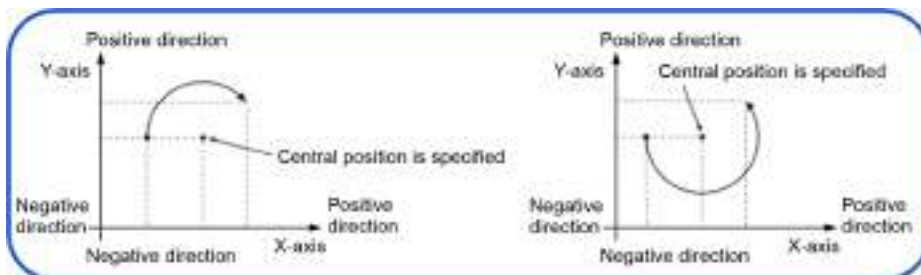 Positive direction
Y-axis
Central position is specified
Negative
direction
Positive
direction
X-axis
Negative direction
Positive direction
Y-axis
Central position is specified
Negative
direction
Positive
direction
X-axis
Negative direction